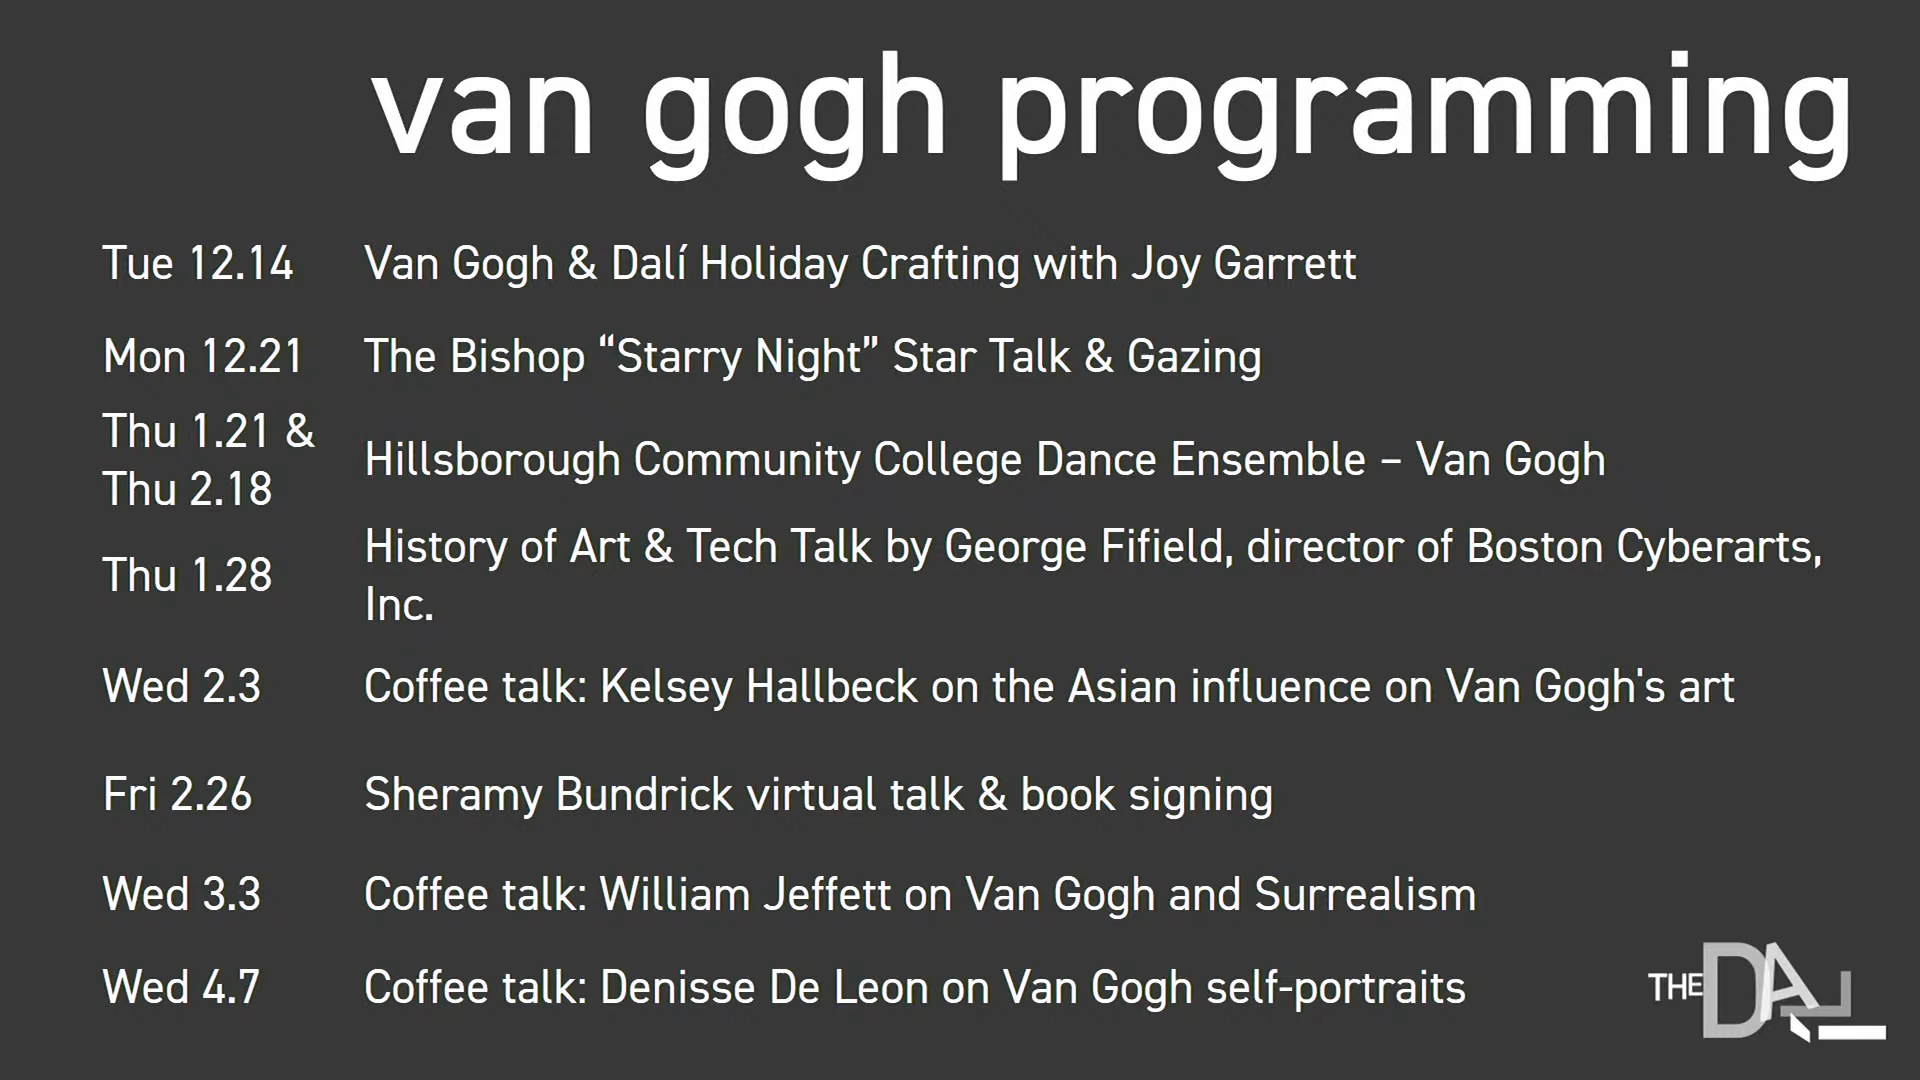 van gogh programming
Tue 12.14 Van Gogh & Dalí Holiday Crafting with Joy Garrett
Mon 12.21 The Bishop “Starry Night” Star Talk & Gazing
Thu 1.21 &
Thu 2.18
Hillsborough Community College Dance Ensemble – Van Gogh
Thu 1.28
History of Art & Tech Talk by George Fifield, director of Boston Cyberarts,
Inc.
Wed 2.3 Coffee talk: Kelsey Hallbeck on the Asian influence on Van Gogh's art
Fri 2.26 Sheramy Bundrick virtual talk & book signing
Wed 3.3 Coffee talk: William Jeffett on Van Gogh and Surrealism
Wed 4.7 Coffee talk: Denisse De Leon on Van Gogh self-portraits
THE DALI